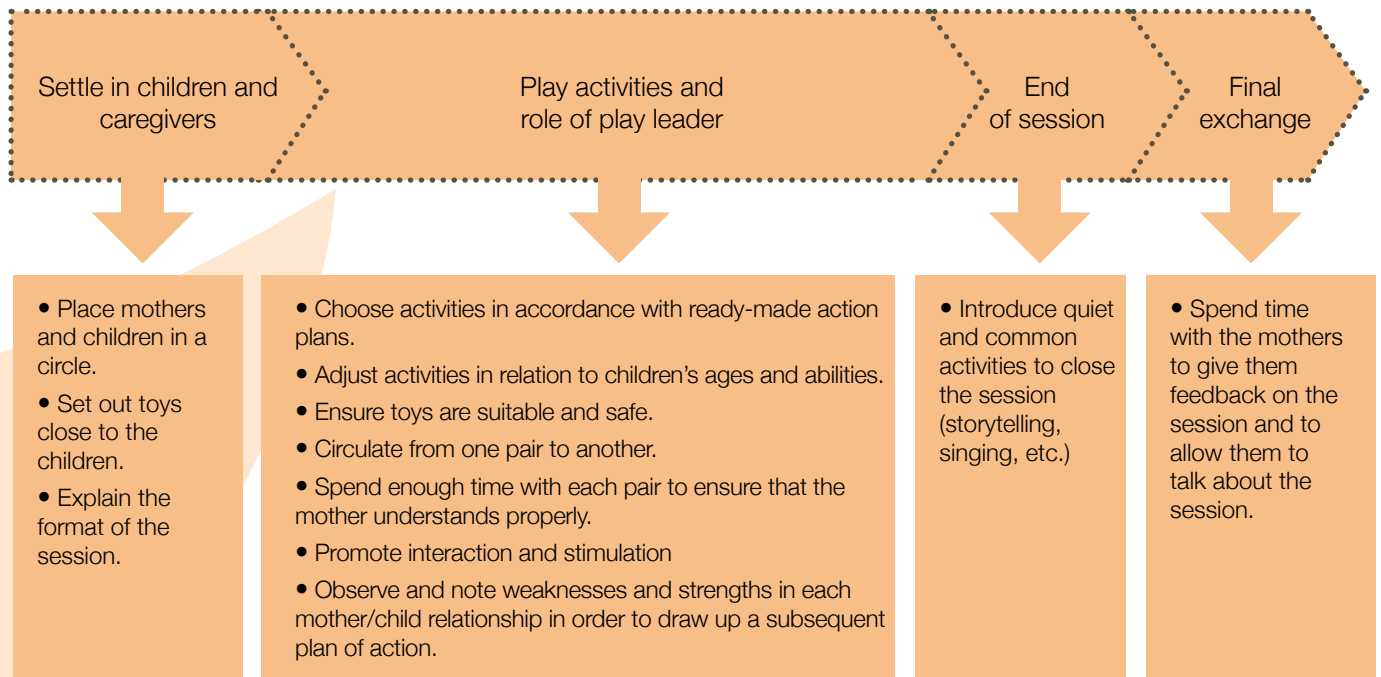 Settle in children and
caregivers
Play activities and
role of play leader
End
of session
Final
exchange
• Place mothers
and children in a
circle.
• Set out toys
close to the
children.
• Explain the
format of the
session.
• Choose activities in accordance with ready-made action
plans.
• Adjust activities in relation to children’s ages and abilities.
• Ensure toys are suitable and safe.
• Circulate from one pair to another.
• Spend enough time with each pair to ensure that the
mother understands properly.
• Promote interaction and stimulation
• Observe and note weaknesses and strengths in each
mother/child relationship in order to draw up a subsequent
plan of action.
• Introduce quiet
and common
activities to close
the session
(storytelling,
singing, etc.)
• Spend time
with the mothers
to give them
feedback on the
session and to
allow them to
talk about the
session.